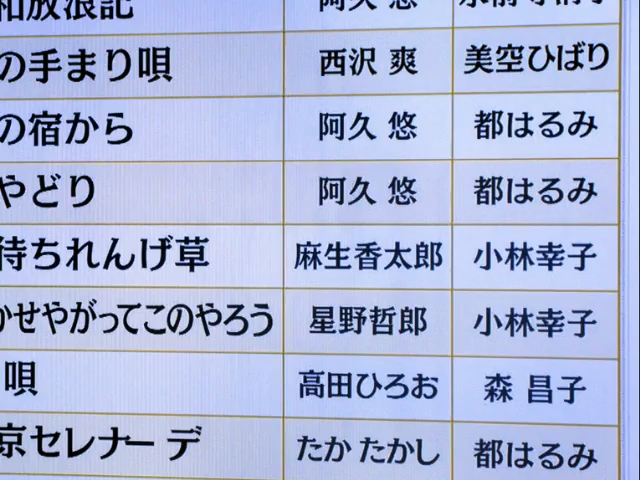 和放浪記 阿久 悠
の手まり唄 西沢 爽 美空ひばり
の宿から 阿久 悠 都はるみ
やどり 阿久 悠 都はるみ
待ちれんげ草 麻生香太郎 小林幸子
かせやがってこのやろう 星野哲郎 小林幸子
唄 高田ひろお 森 昌子
京セレナーデ たか たかし 都はるみ